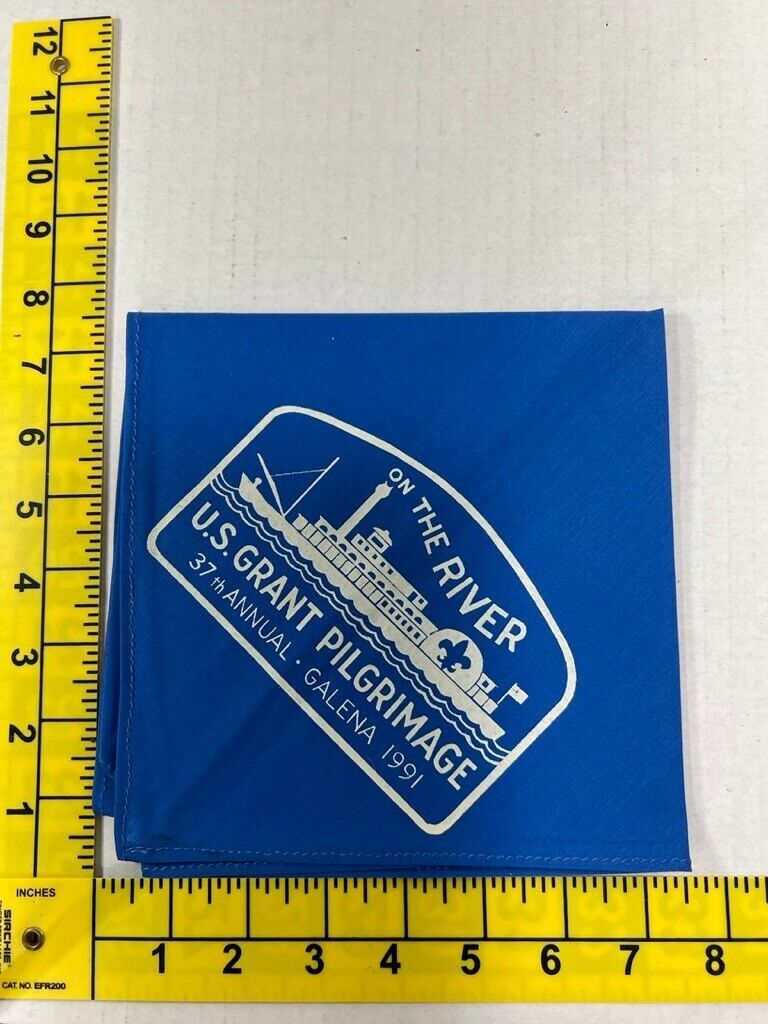 12
11
10
9
8
7
6
5
4
3
2
1
ON THE RIVER
U.S. GRANT PILGRIMAGE
37th ANNUAL · GALENA 1991
INCHES
SIRCHIE
CAT. NO. EFR200
1 2 3 4 5 6 7 8